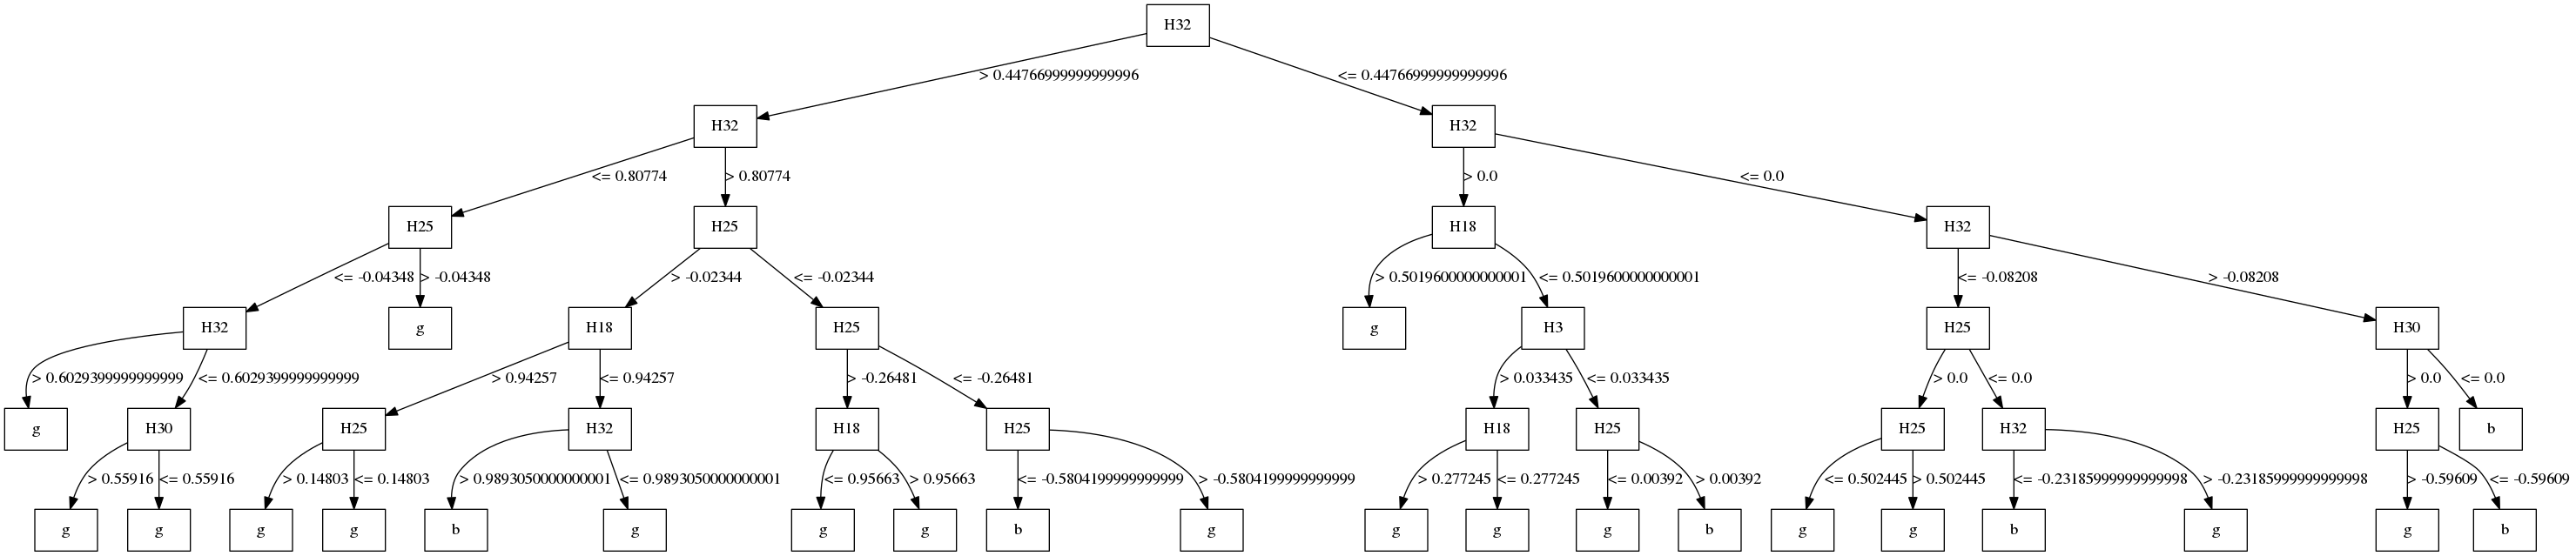 H32
> 0.44766999999999996 <= 0.44766999999999996
H32 H32
<= 0.80774 > 0.80774 > 0.0 <= 0.0
H25 H25 H18 H32
<= -0.04348 > -0.04348 > -0.02344 <= -0.02344 > 0.5019600000000001 <= 0.5019600000000001 <= -0.08208 > -0.08208
H32 g H18 H25 g H3 H25 H30
> 0.6029399999999999 <= 0.6029399999999999 > 0.94257 <= 0.94257 > -0.26481 <= -0.26481 > 0.033435 <= 0.033435 > 0.0 <= 0.0 > 0.0 <= 0.0
g H30 H25 H32 H18 H25 H18 H25 H25 H32 H25 b
> 0.55916 <= 0.55916 > 0.14803 <= 0.14803 > 0.9893050000000001 <= 0.9893050000000001 <= 0.95663 > 0.95663 <= -0.5804199999999999 > -0.5804199999999999 > 0.277245 <= 0.277245 <= 0.00392 > 0.00392 <= 0.502445 > 0.502445 <= -0.23185999999999998 > -0.23185999999999998 > -0.59609 <= -0.59609
g g g g b g g g b g g g g b g g b g g b